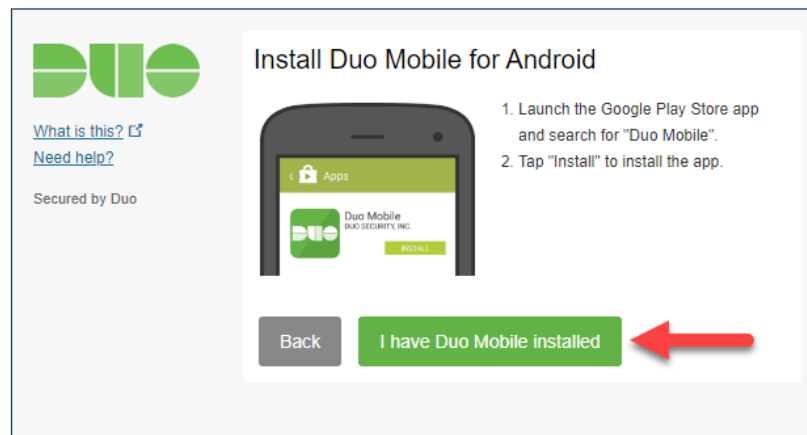 DUO
What is this?
Need help?
Secured by Duo
Install Duo Mobile for Android
1. Launch the Google Play Store app
and search for "Duo Mobile".
2. Tap "Install" to install the app.
Apps
DUO
Duo Mobile
DUO SECURITY, INC.
INSTALL
Back
I have Duo Mobile installed